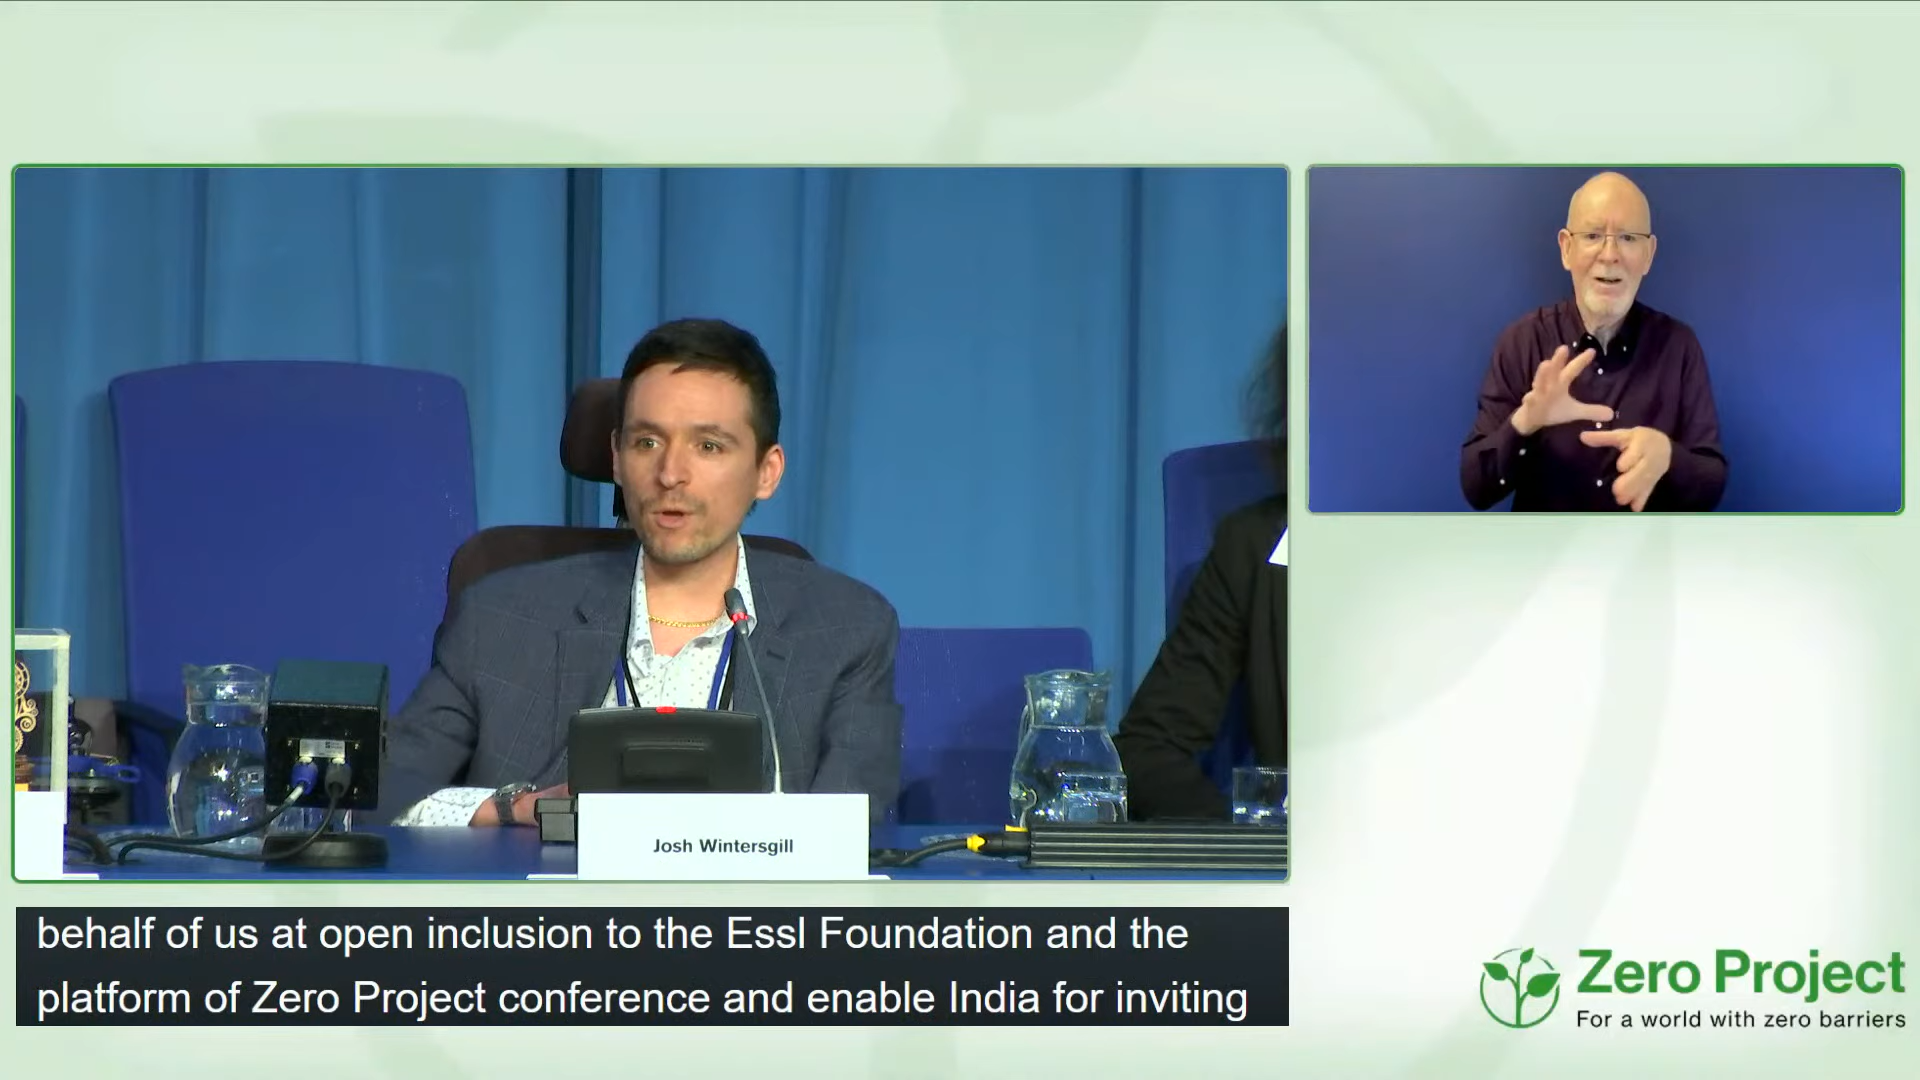 Josh Wintersgill
behalf of us at open inclusion to the Essl Foundation and the
platform of Zero Project conference and enable India for inviting
Zero Project
For a world with zero barriers